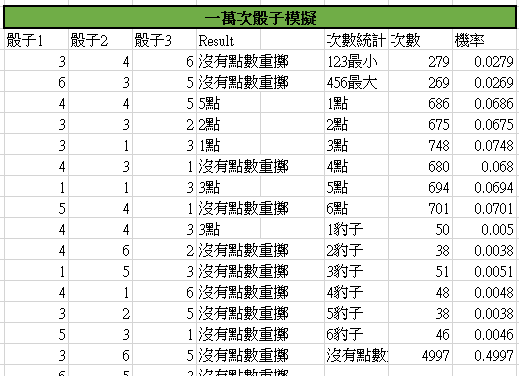 一萬次骰子模擬
骰子1 骰子2 骰子3 Result 次數統計 次數 機率
3 4 6 沒有點數重擲 123最小 279 0.0279
6 3 5 沒有點數重擲 456最大 269 0.0269
4 4 5 5點 1點 686 0.0686
3 3 2 2點 2點 675 0.0675
3 1 3 1點 3點 748 0.0748
4 3 1 沒有點數重擲 4點 680 0.068
1 1 3 3點 5點 694 0.0694
5 4 1 沒有點數重擲 6點 701 0.0701
4 4 3 3點 1豹子 50 0.005
4 6 2 沒有點數重擲 2豹子 38 0.0038
1 5 3 沒有點數重擲 3豹子 51 0.0051
4 1 6 沒有點數重擲 4豹子 48 0.0048
3 2 5 沒有點數重擲 5豹子 38 0.0038
5 3 1 沒有點數重擲 6豹子 46 0.0046
3 6 5 沒有點數重擲 沒有點數 4997 0.4997